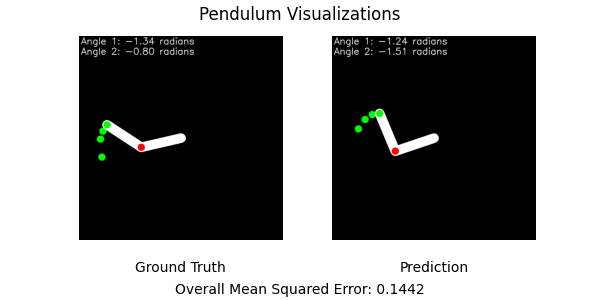 Pendulum Visualizations
Angle 1: -1.34 radians
Angle 2: -0.80 radians
Angle 1: -1.24 radians
Angle 2: -1.51 radians
Ground Truth
Prediction
Overall Mean Squared Error: 0.1442